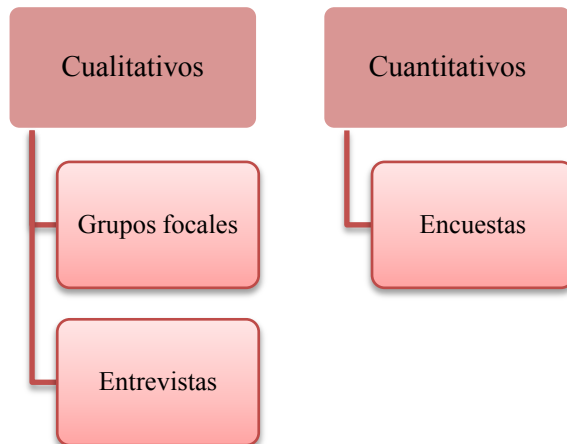 Cualitativos
Grupos focales
Entrevistas
Cuantitativos
Encuestas